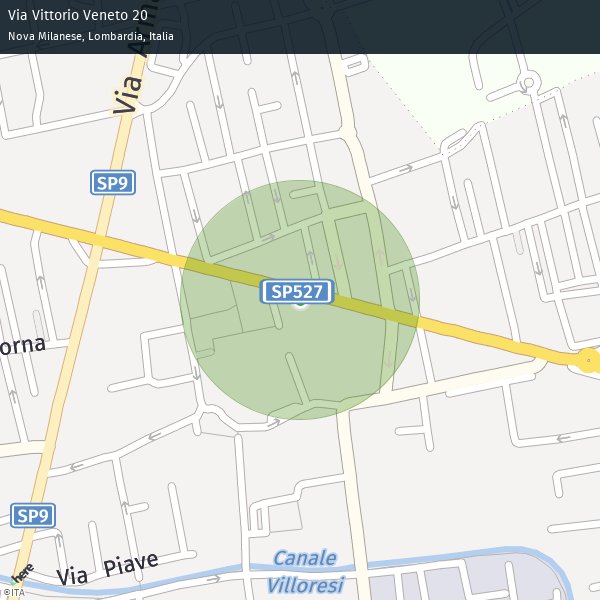 Via Vittorio Veneto 20
Nova Milanese, Lombardia, Italia
Via
SP9
SP527
orna
SP9
Canale
Villoresi
Via Piave
here
©ITA